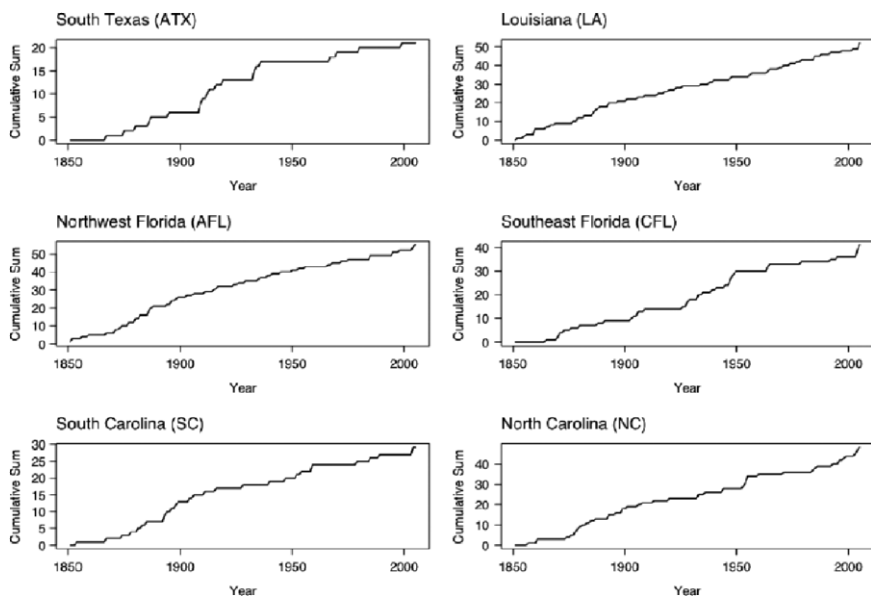 South Texas (ATX)
Cumulative Sum
20
15
10
5
0
1850 1900 1950 2000
Year
Louisiana (LA)
Cumulative Sum
50
40
30
20
10
0
1850 1900 1950 2000
Year
Northwest Florida (AFL)
Cumulative Sum
50
40
30
20
10
0
1850 1900 1950 2000
Year
Southeast Florida (CFL)
Cumulative Sum
40
30
20
10
0
1850 1900 1950 2000
Year
South Carolina (SC)
Cumulative Sum
30
25
20
15
10
5
0
1850 1900 1950 2000
Year
North Carolina (NC)
Cumulative Sum
40
30
20
10
0
1850 1900 1950 2000
Year